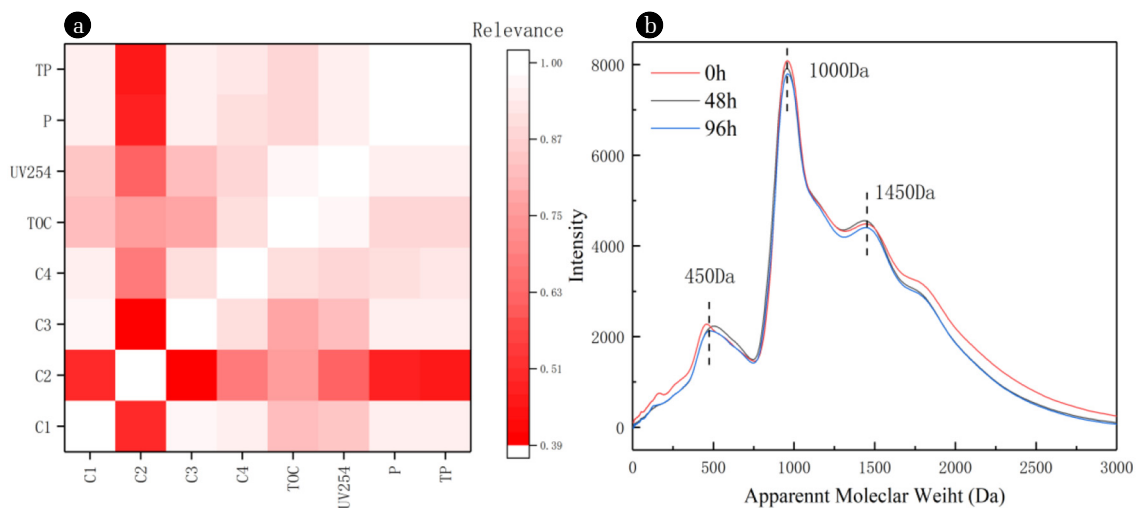 a
Relevance
TP
P
UV254
TOC
C4
C3
C2
C1
C1
C2
C3
C4
TOC
UV254
P
TP
1.00
0.87
0.75
0.63
0.51
0.39
b
0h
48h
96h
1000Da
1450Da
450Da
Intensity
8000
6000
4000
2000
0
0
500
1000
1500
2000
2500
3000
Apparennt Moleclar Weiht (Da)